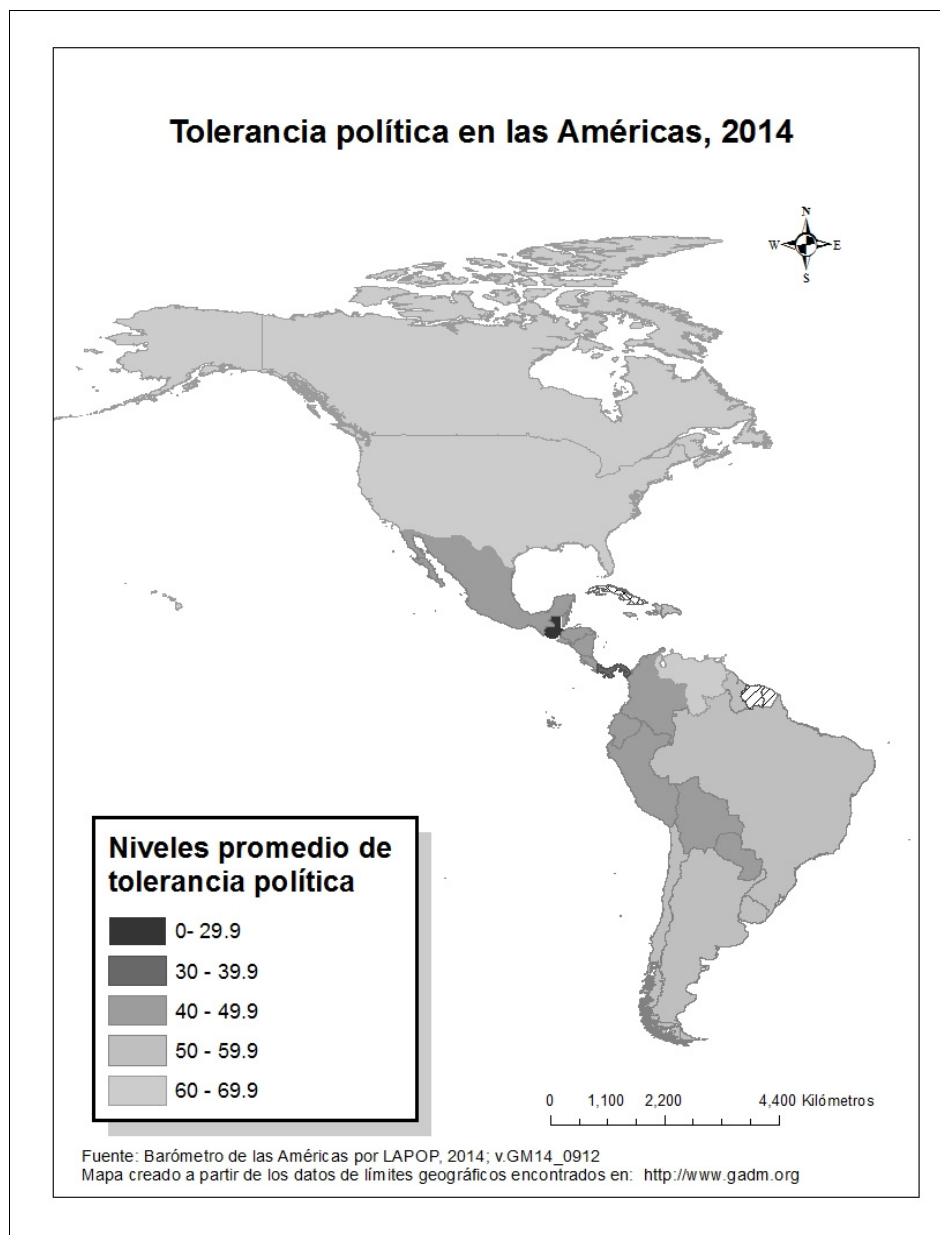 Tolerancia política en las Américas, 2014
N
W E
S
Niveles promedio de
tolerancia política
0- 29.9
30 - 39.9
40 - 49.9
50 - 59.9
60 - 69.9
0 1,100 2,200 4,400 Kilómetros
Fuente: Barómetro de las Américas por LAPOP, 2014; v.GM14_0912
Mapa creado a partir de los datos de límites geográficos encontrados en: http://www.gadm.org